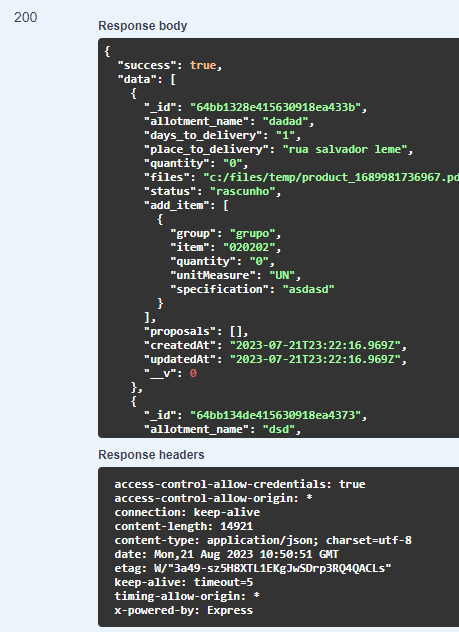 200
Response body
{
  "success": true,
  "data": [
    {
      "_id": "64bb1328e415630918ea433b",
      "allotment_name": "dadad",
      "days_to_delivery": "1",
      "place_to_delivery": "rua salvador leme",
      "quantity": "0",
      "files": "c:/files/temp/product_1689981736967.pd
      "status": "rascunho",
      "add_item": [
        {
          "group": "grupo",
          "item": "020202",
          "quantity": "0",
          "unitMeasure": "UN",
          "specification": "asdasd"
        }
      ],
      "proposals": [],
      "createdAt": "2023-07-21T23:22:16.969Z",
      "updatedAt": "2023-07-21T23:22:16.969Z",
      "__v": 0
    },
    {
      "_id": "64bb134de415630918ea4373",
      "allotment_name": "dsd",
Response headers
access-control-allow-credentials: true
access-control-allow-origin: *
connection: keep-alive
content-length: 14921
content-type: application/json; charset=utf-8
date: Mon,21 Aug 2023 10:50:51 GMT
etag: W/"3a49-sz5H8XTL1EKgJwSDrp3RQ4QACLs"
keep-alive: timeout=5
timing-allow-origin: *
x-powered-by: Express